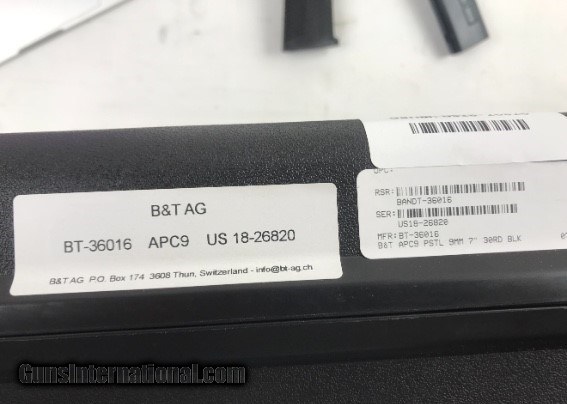 B&T AG
BT-36016 APC9 US 18-26820
B&T AG P.O. Box 174 3608 Thun, Switzerland - info@bt-ag.ch
UPC:
RSR:
BANDT-36016
SER:
US18-26820
MFR: BT-36016
B&T APC9 PSTL 9MM 7" 30RD BLK
GunsInternational.com